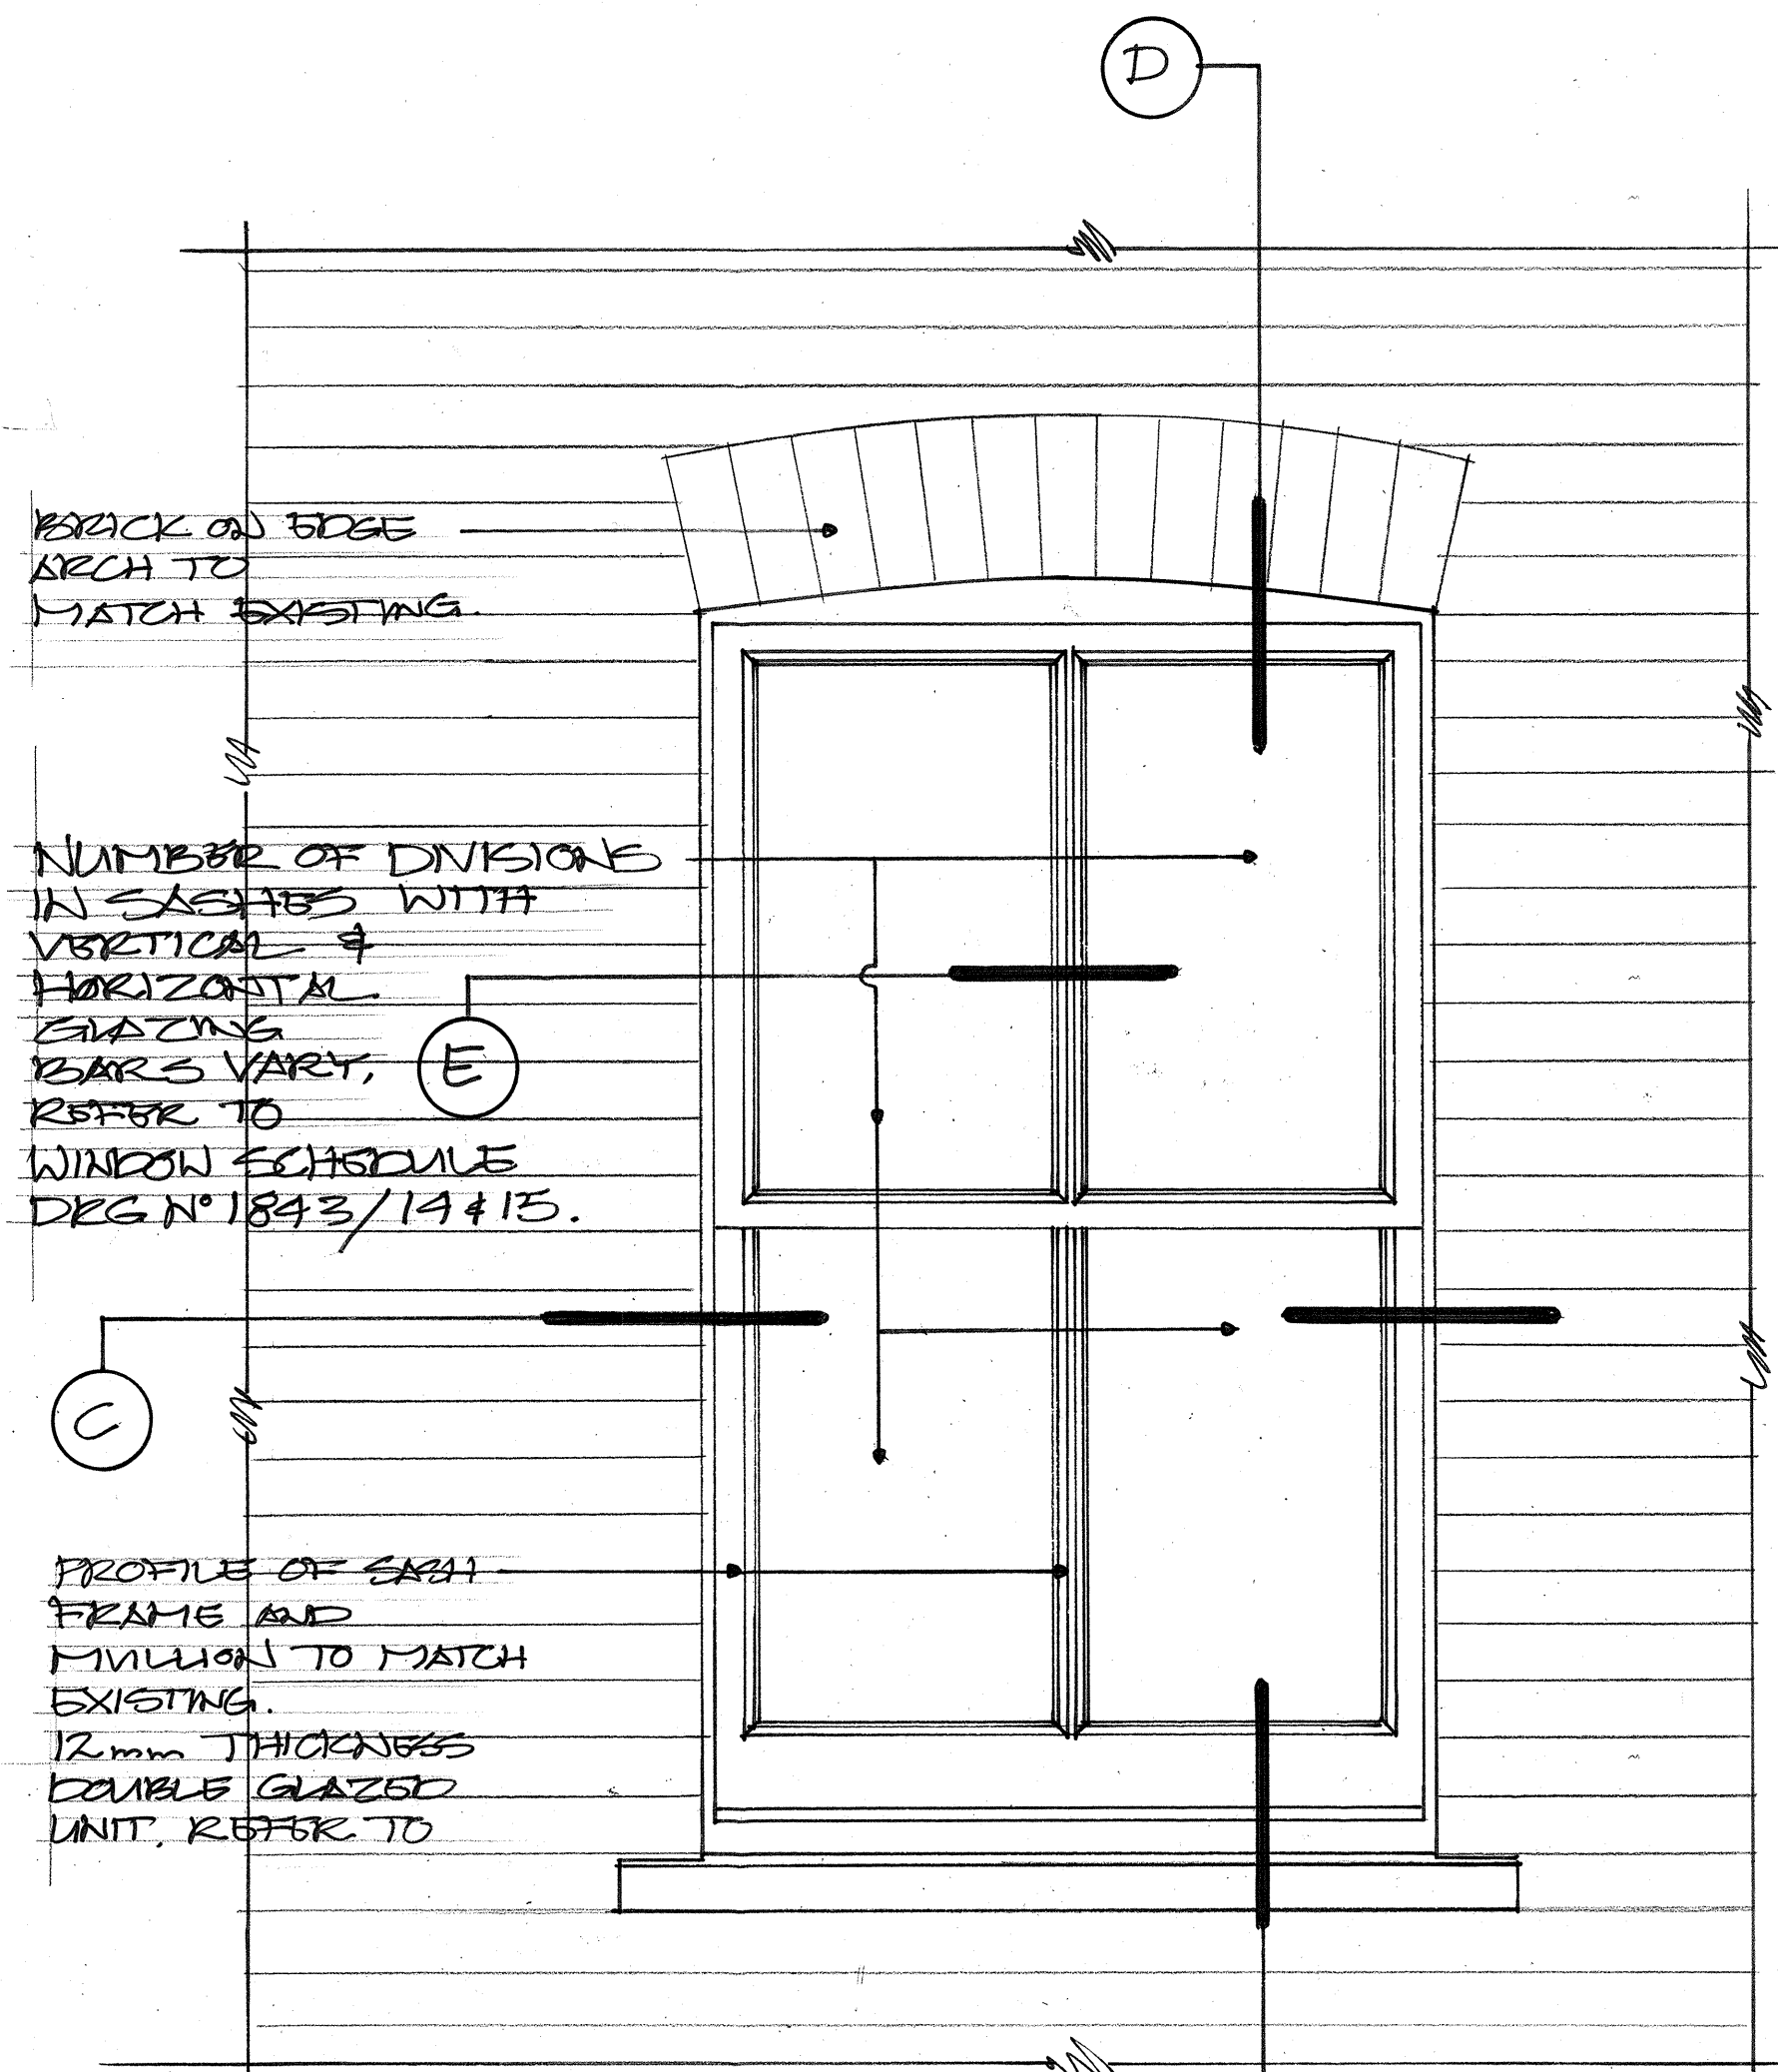 D
BRICK ON EDGE
ARCH TO
MATCH EXISTING.
NUMBER OF DIVISIONS
IN SASHES WITH
VERTICAL &
HORIZONTAL
GLAZING
BARS VARY,
REFER TO
WINDOW SCHEDULE
DRG Nº 1843/14 & 15.
E
C
PROFILE OF SASH
FRAME AND
MULLION TO MATCH
EXISTING.
12mm THICKNESS
DOUBLE GLAZED
UNIT. REFER TO